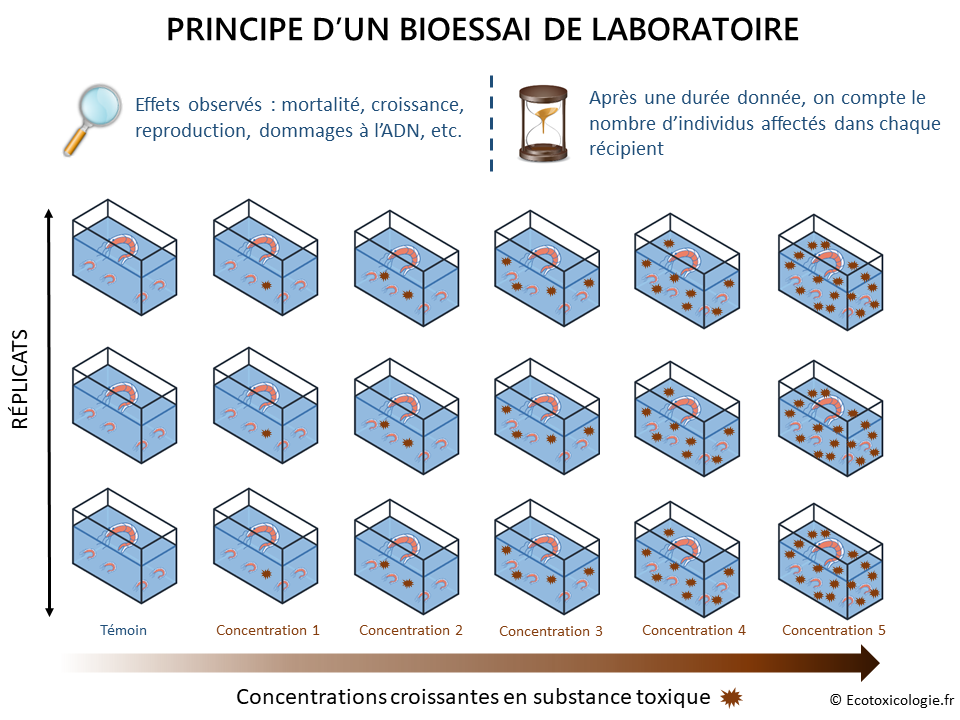 PRINCIPE D’UN BIOESSAI DE LABORATOIRE
Effets observés : mortalité, croissance,
reproduction, dommages à l’ADN, etc.
Après une durée donnée, on compte le
nombre d’individus affectés dans chaque
récipient
RÉPLICATS
Témoin
Concentration 1
Concentration 2
Concentration 3
Concentration 4
Concentration 5
Concentrations croissantes en substance toxique
© Ecotoxicologie.fr